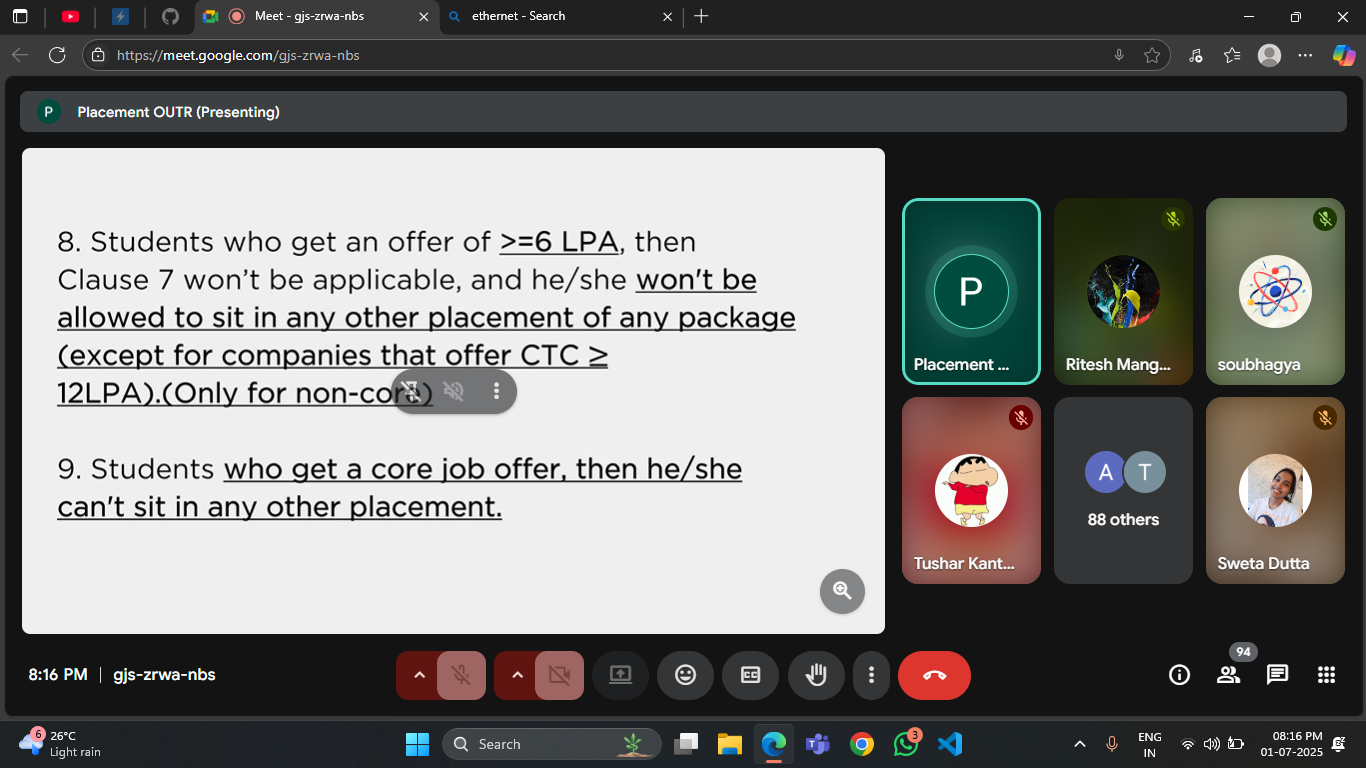 Meet - gjs-zrwa-nbs
ethernet - Search
https://meet.google.com/gjs-zrwa-nbs
P
Placement OUTR (Presenting)
8. Students who get an offer of >=6 LPA, then
Clause 7 won’t be applicable, and he/she won't be
allowed to sit in any other placement of any package
(except for companies that offer CTC ≥
12LPA).(Only for non-core)
9. Students who get a core job offer, then he/she
can't sit in any other placement.
P
Placement ...
Ritesh Mang...
soubhagya
Tushar Kant...
A T
88 others
Sweta Dutta
8:16 PM | gjs-zrwa-nbs
CC
94
6
26°C
Light rain
Search
3
ENG
IN
08:16 PM
01-07-2025